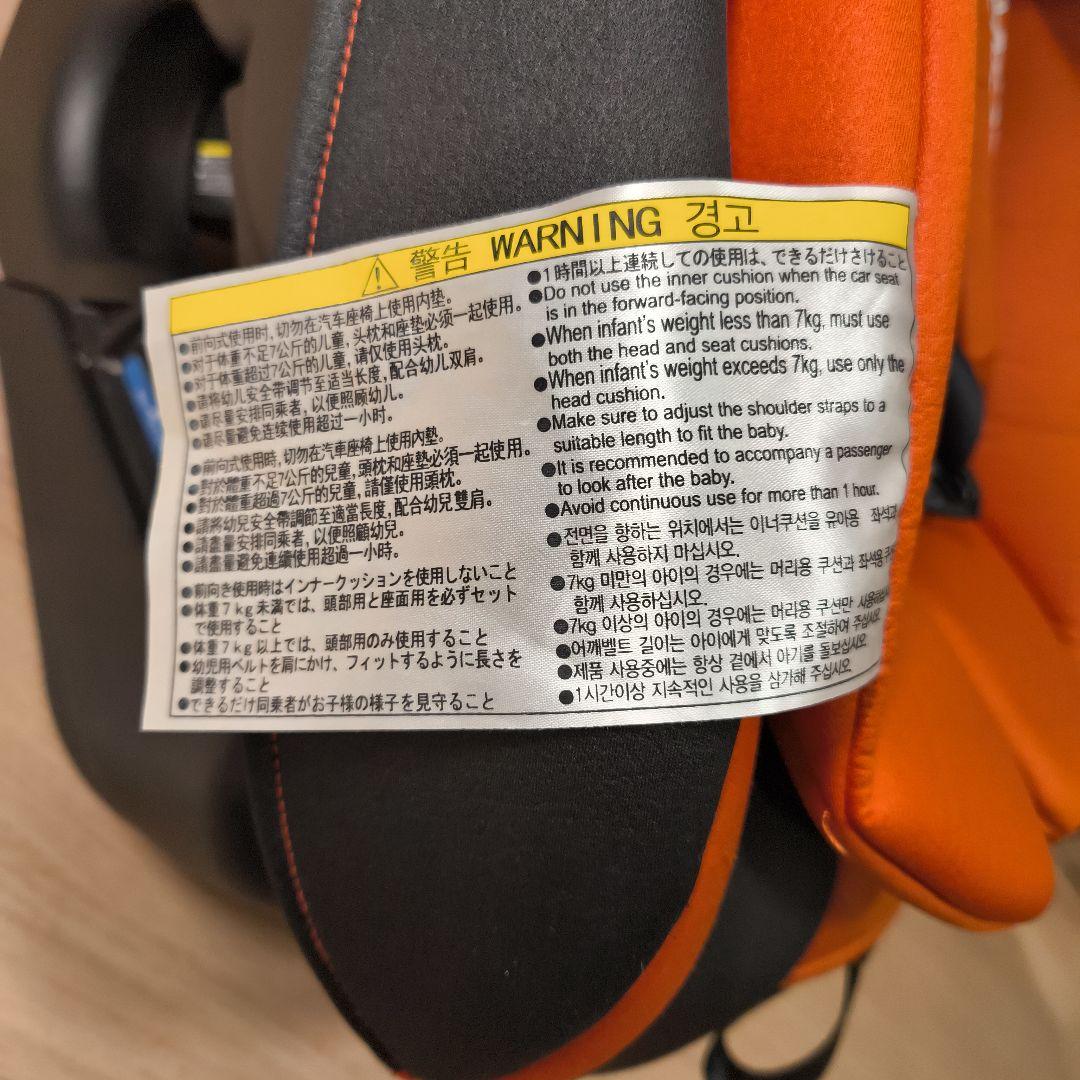 警告 WARNING 경고
●前向式使用时,切勿在汽车座椅上使用内垫。
●对于体重不足7公斤的儿童,头枕和座垫必须一起使用。
●对于体重超过7公斤的儿童,请仅使用头枕。
●请将幼儿安全带调节至适当长度,配合幼儿双肩。
●请尽量安排同乘者,以便照顾幼儿。
●请尽量避免连续使用超过一小时。
●前向式使用時,切勿在汽車座椅上使用內墊。
●對於體重不足7公斤的兒童,頭枕和座墊必須一起使用。
●對於體重超過7公斤的兒童,請僅使用頭枕。
●請將幼兒安全帶調節至適當長度,配合幼兒雙肩。
●請盡量安排同乘者,以便照顧幼兒。
●請盡量避免連續使用超過一小時。
●前向き使用時はインナークッションを使用しないこと
●体重7kg未満では、頭部用と座面用を必ずセット
で使用すること
●体重7kg以上では、頭部用のみ使用すること
●幼児用ベルトを肩にかけ、フィットするように長さを
調整すること
●できるだけ同乗者がお子様の様子を見守ること
●1時間以上連続しての使用は、できるだけさけること
●Do not use the inner cushion when the car seat
is in the forward-facing position.
●When infant's weight less than 7kg, must use
both the head and seat cushions.
●When infant's weight exceeds 7kg, use only the
head cushion.
●Make sure to adjust the shoulder straps to a
suitable length to fit the baby.
●It is recommended to accompany a passenger
to look after the baby.
●Avoid continuous use for more than 1 hour.
●전면을 향하는 위치에서는 이너쿠션을 유아용 좌석과
함께 사용하지 마십시오.
●7kg 미만의 아이의 경우에는 머리용 쿠션과 좌석용
함께 사용하십시오.
●7kg 이상의 아이의 경우에는 머리용 쿠션만 사용하십시오
●어깨벨트 길이는 아이에게 맞도록 조절하여 주십시오
●제품 사용중에는 항상 곁에서 아기를 돌보십시오.
●1시간이상 지속적인 사용을 삼가해 주십시오.